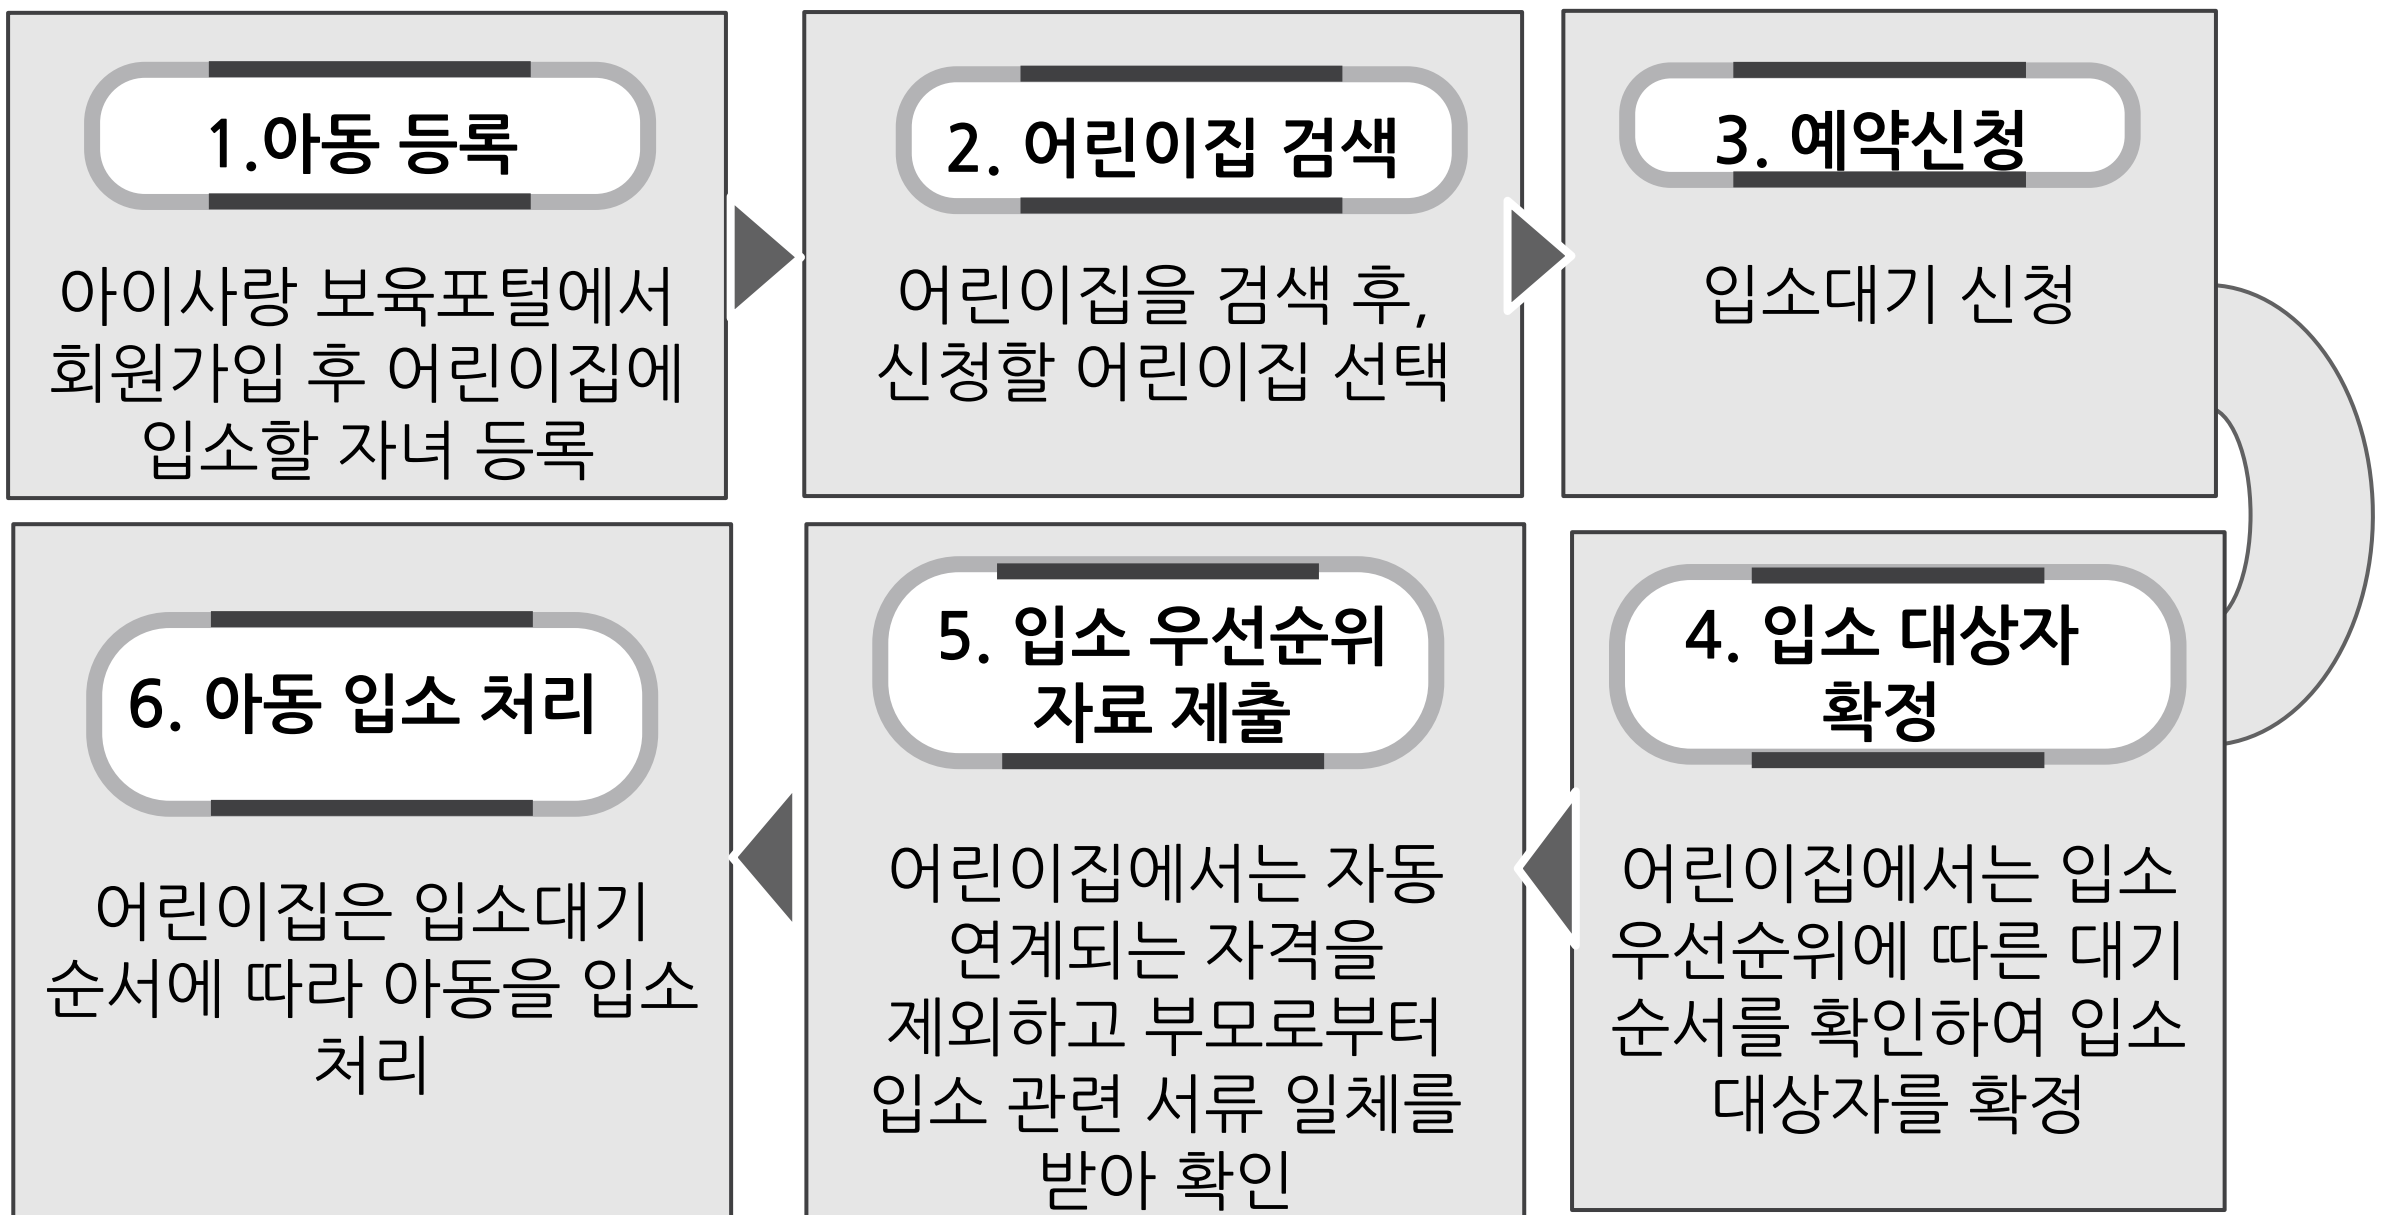 1.아동 등록
아이사랑 보육포털에서
회원가입 후 어린이집에
입소할 자녀 등록
2. 어린이집 검색
어린이집을 검색 후,
신청할 어린이집 선택
3. 예약신청
입소대기 신청
4. 입소 대상자
확정
어린이집에서는 입소
우선순위에 따른 대기
순서를 확인하여 입소
대상자를 확정
5. 입소 우선순위
자료 제출
어린이집에서는 자동
연계되는 자격을
제외하고 부모로부터
입소 관련 서류 일체를
받아 확인
6. 아동 입소 처리
어린이집은 입소대기
순서에 따라 아동을 입소
처리